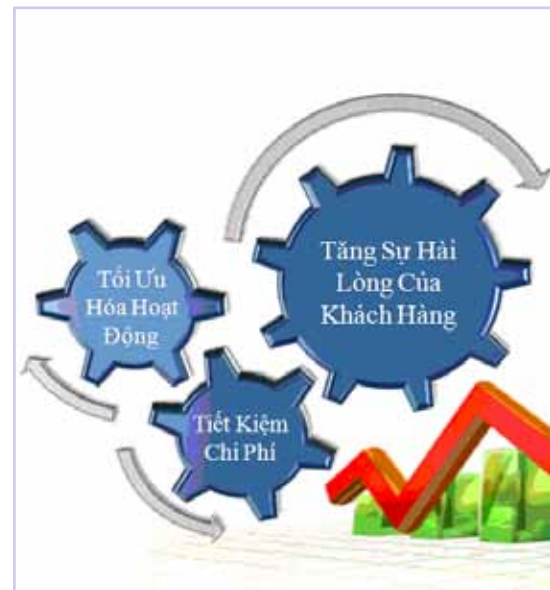 Tăng Sự Hài
Lòng Của
Khách Hàng
Tối Ưu
Hóa Hoạt
Động
Tiết Kiệm
Chi Phí